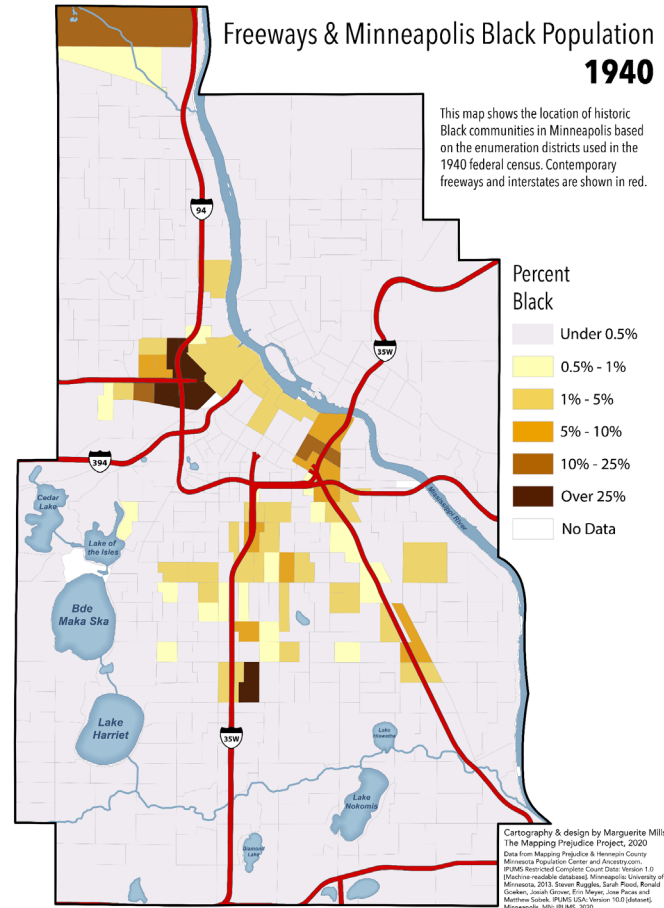 Freeways & Minneapolis Black Population
1940
This map shows the location of historic
Black communities in Minneapolis based
on the enumeration districts used in the
1940 federal census. Contemporary
freeways and interstates are shown in red.
94
Percent
Black
Under 0.5%
0.5% - 1%
1% - 5%
5% - 10%
10% - 25%
Over 25%
No Data
35W
394
Cedar
Lake
Lake of
the Isles
Mississippi River
Bde
Maka Ska
Lake
Harriet
35W
Lake
Hiawatha
Lake
Nokomis
Diamond
Lake
Cartography & design by Marguerite Mills
The Mapping Prejudice Project, 2020
Data from Mapping Prejudice & Hennepin County
Minnesota Population Center and Ancestry.com.
IPUMS Restricted Complete Count Data: Version 1.0
[Machine-readable database]. Minneapolis: University of
Minnesota, 2013. Steven Ruggles, Sarah Flood, Ronald
Goeken, Josiah Grover, Erin Meyer, Jose Pacas and
Matthew Sobek. IPUMS USA: Version 10.0 [dataset].
Minneapolis, MN: IPUMS, 2020